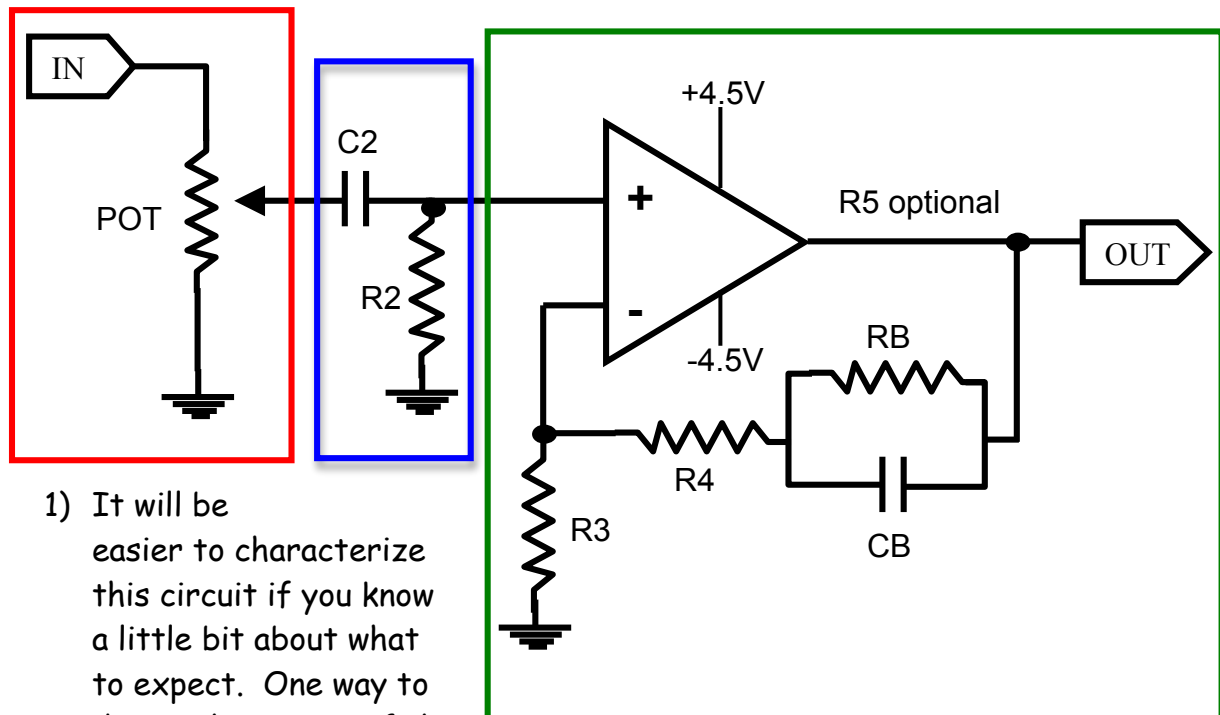 IN
POT
C2
R2
+4.5V
+
-
-4.5V
R5 optional
OUT
RB
R4
CB
R3
1) It will be
easier to characterize
this circuit if you know
a little bit about what
to expect. One way to